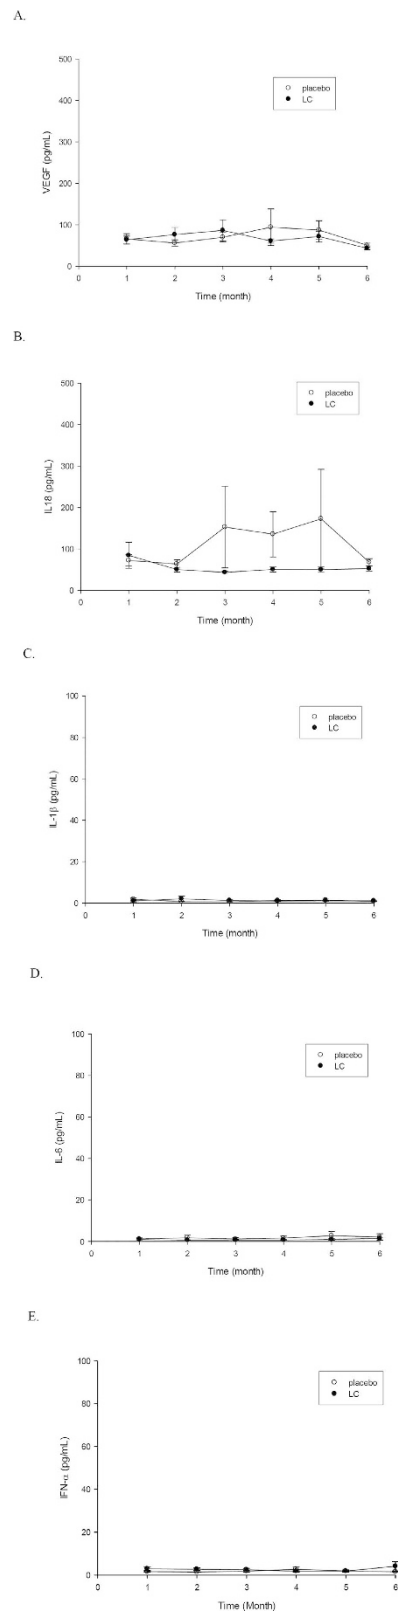 A.
500
400
300
200
100
0
VEGF (pg/mL)
placebo
LC
0 1 2 3 4 5 6
Time (month)
B.
500
400
300
200
100
0
IL18 (pg/mL)
placebo
LC
0 1 2 3 4 5 6
Time (month)
C.
100
80
60
40
20
0
IL-1β (pg/mL)
placebo
LC
0 1 2 3 4 5 6
Time (month)
D.
100
80
60
40
20
0
IL-6 (pg/mL)
placebo
LC
0 1 2 3 4 5 6
Time (month)
E.
100
80
60
40
20
0
IFN-α (pg/mL)
placebo
LC
0 1 2 3 4 5 6
Time (Month)